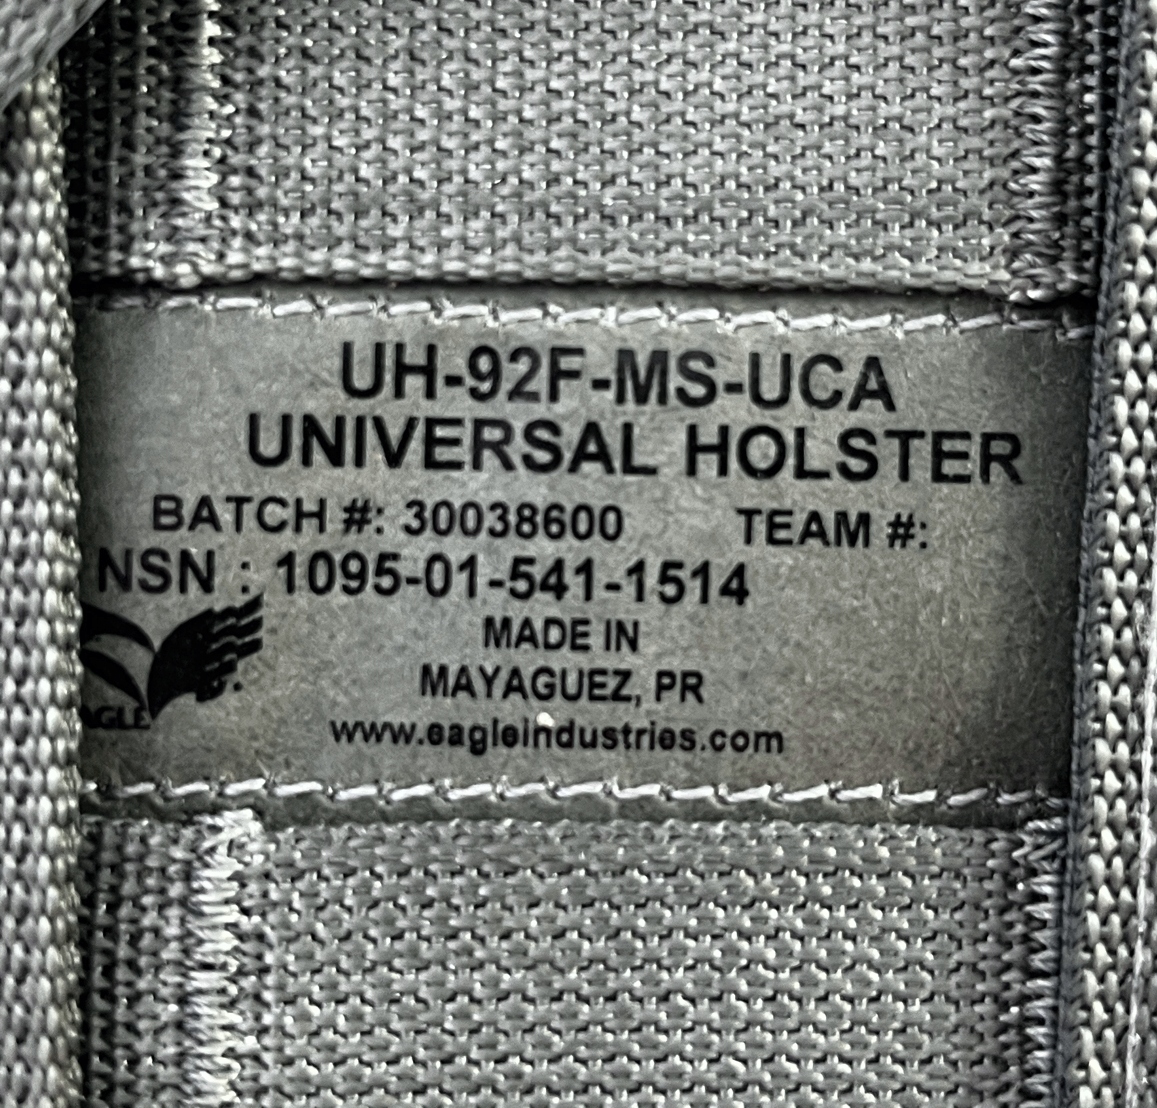 UH-92F-MS-UCA
UNIVERSAL HOLSTER
BATCH #: 30038600 TEAM #:
NSN : 1095-01-541-1514
MADE IN
MAYAGUEZ, PR
AGLE
www.eagleindustries.com